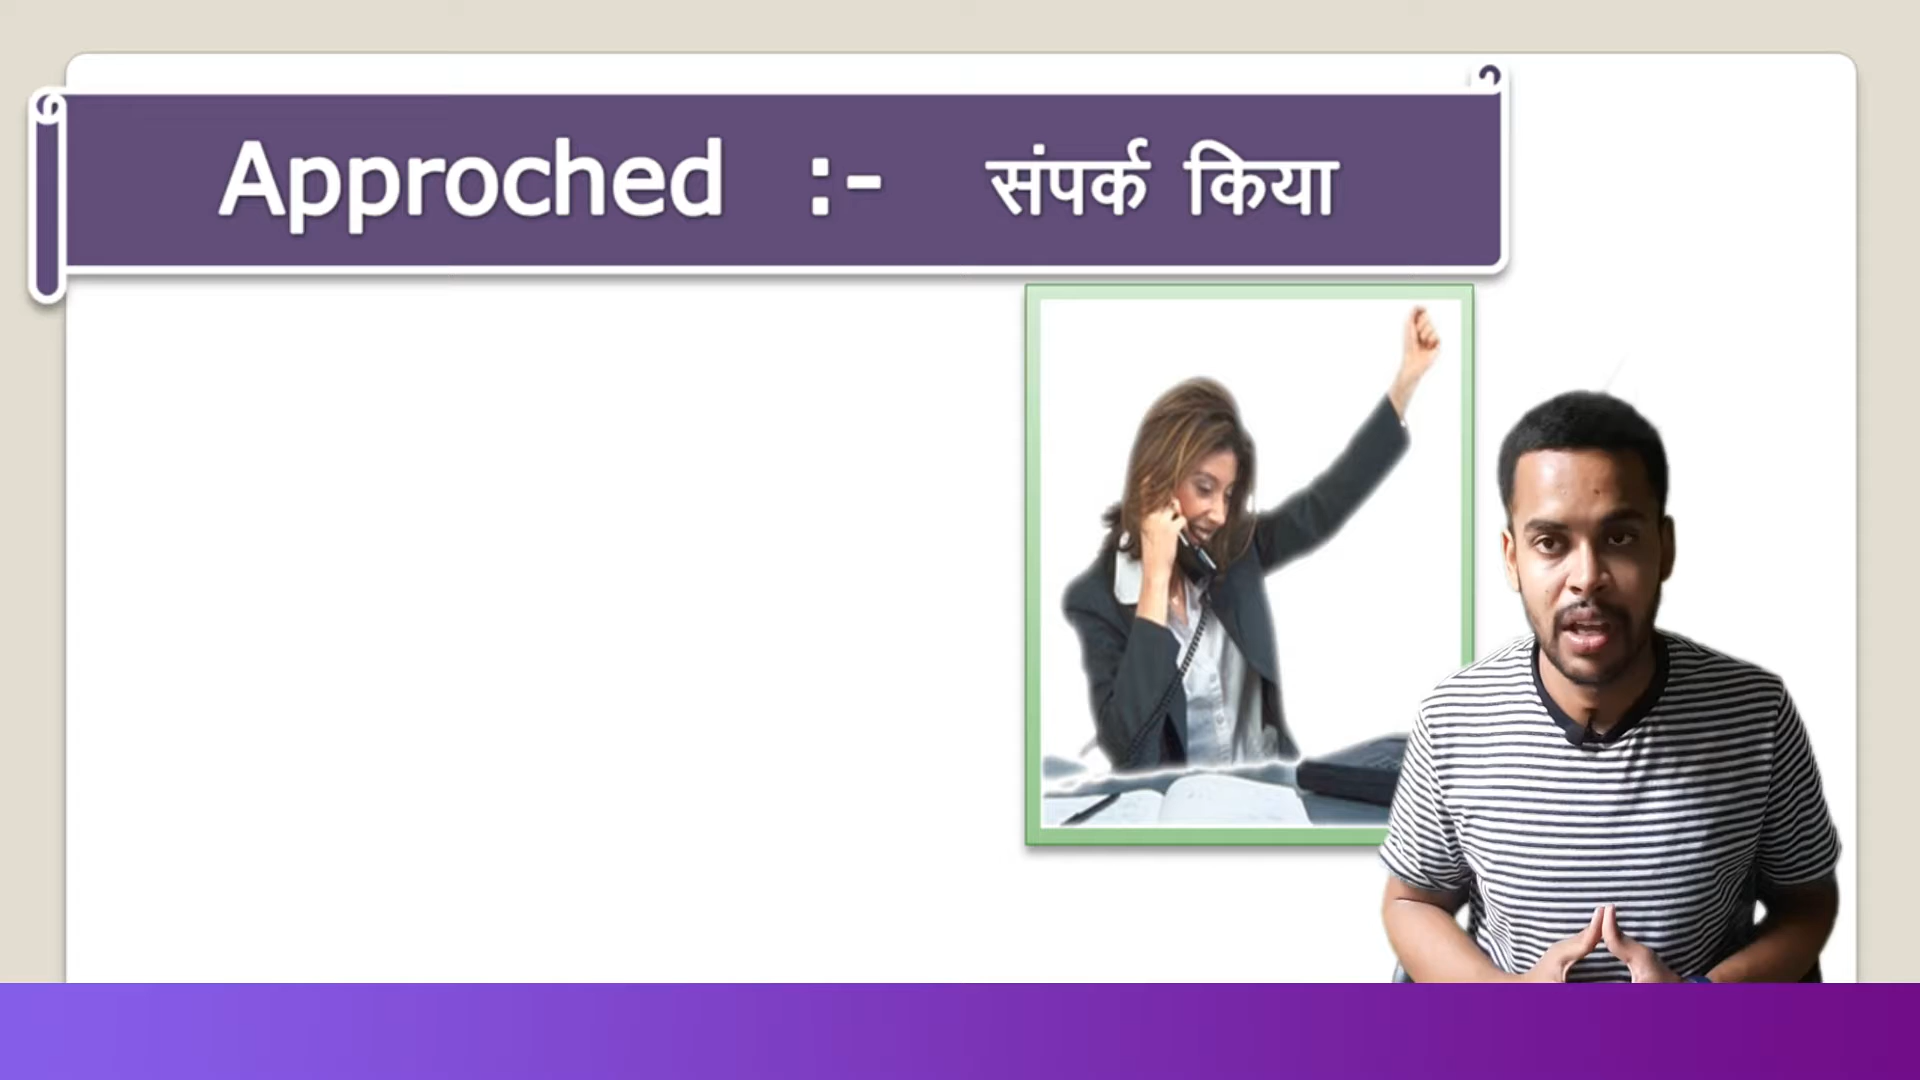 Approched :- संपर्क किया